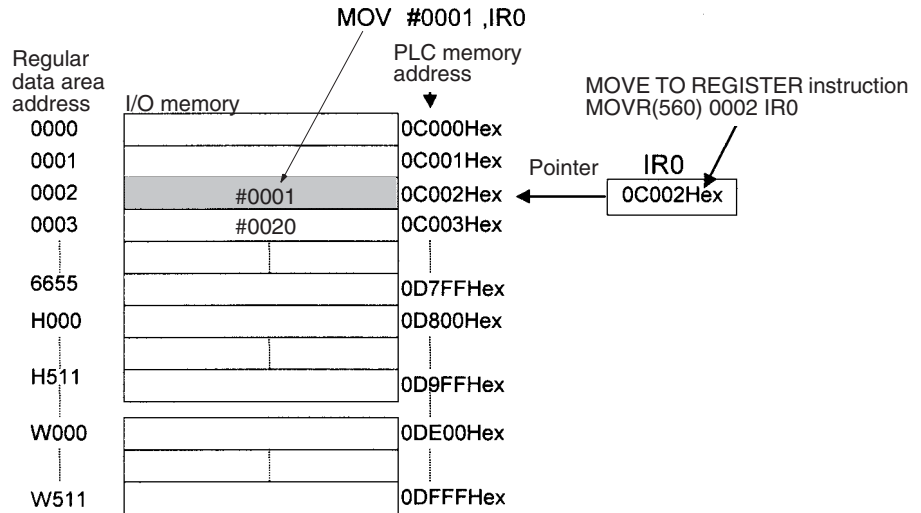 MOV #0001 ,IR0
Regular
data area
address
I/O memory
PLC memory
address
MOVE TO REGISTER instruction
MOVR(560) 0002 IR0
0000
0C000Hex
0001
0C001Hex
Pointer
IR0
0002
#0001
0C002Hex
0C002Hex
0003
#0020
0C003Hex
6655
0D7FFHex
H000
0D800Hex
H511
0D9FFHex
W000
0DE00Hex
W511
0DFFFHex